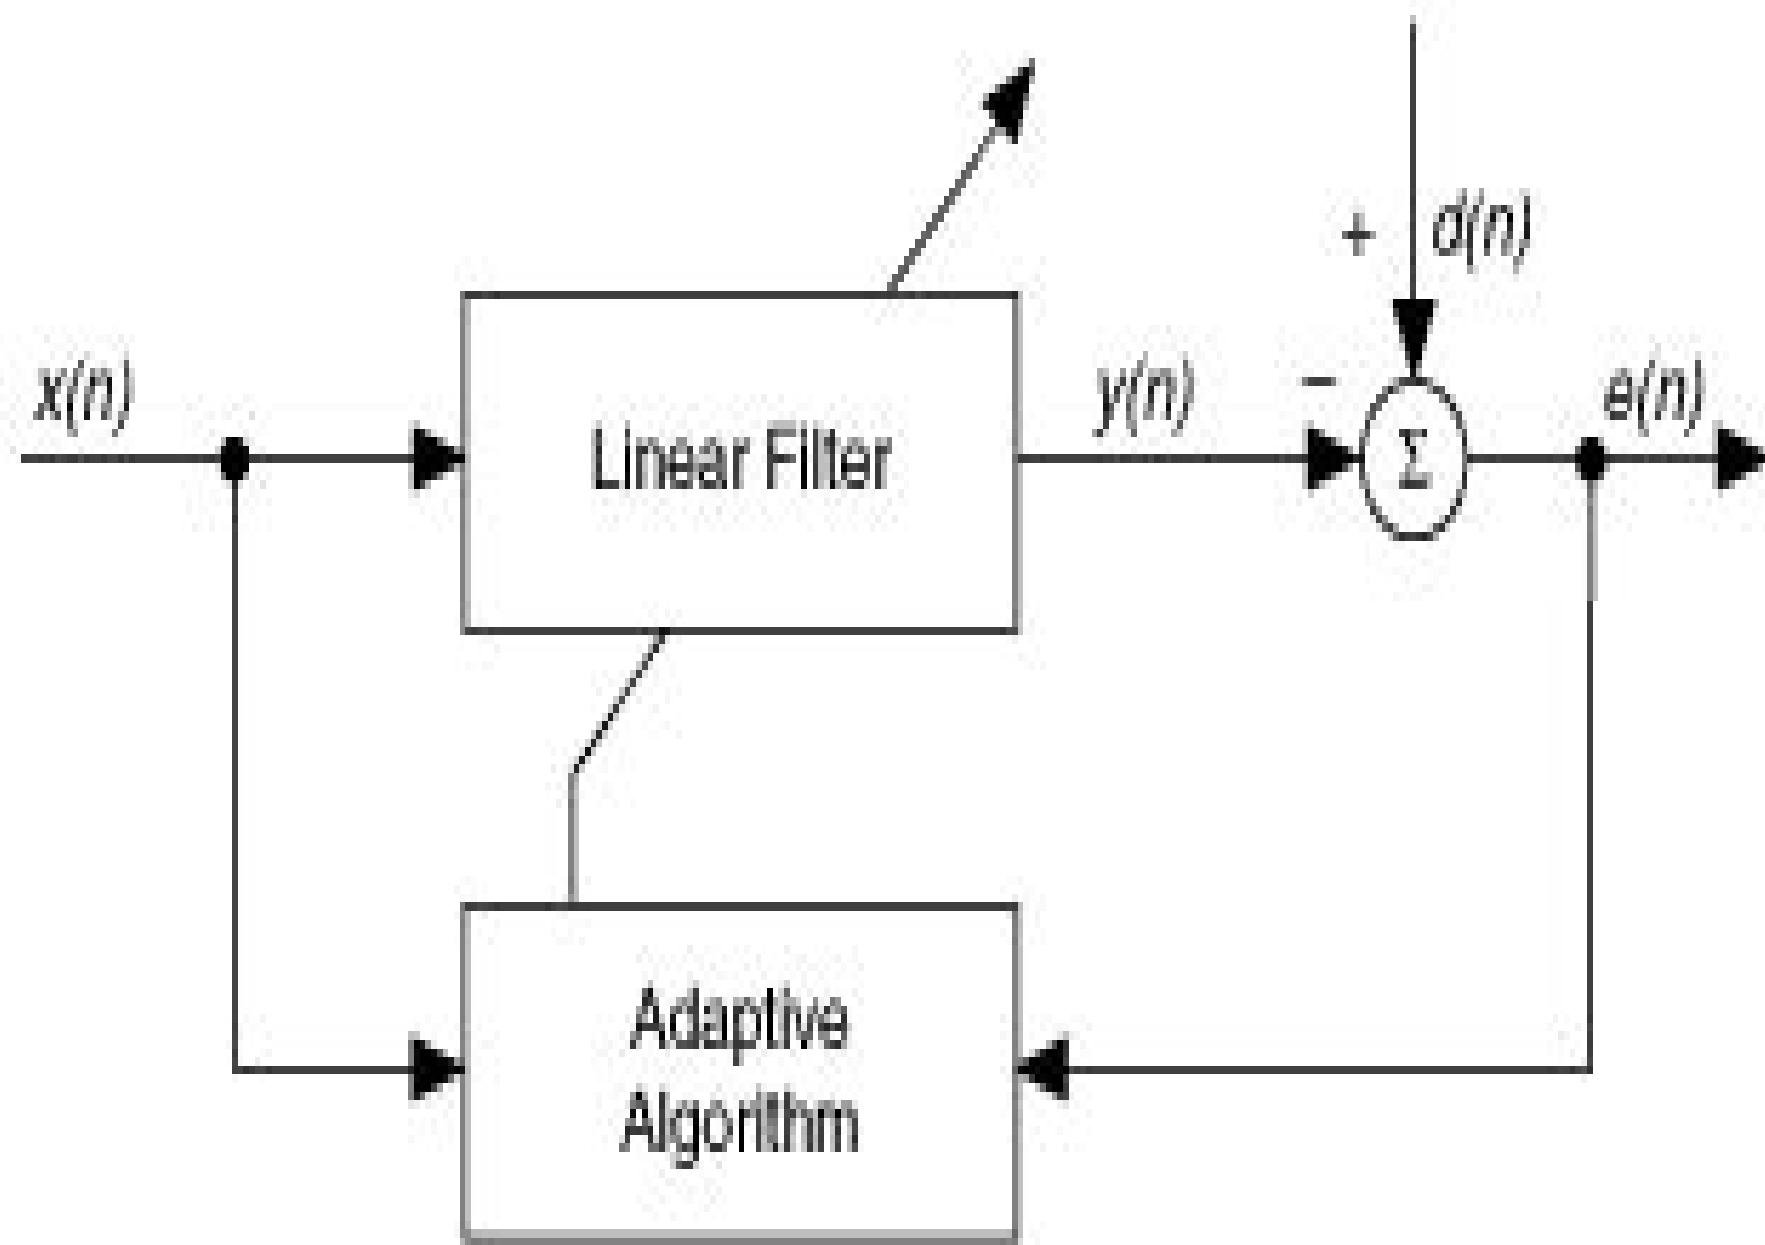 + d(n)
x(n)
y(n)
−
e(n)
Linear Filter
Σ
Adaptive
Algorithm